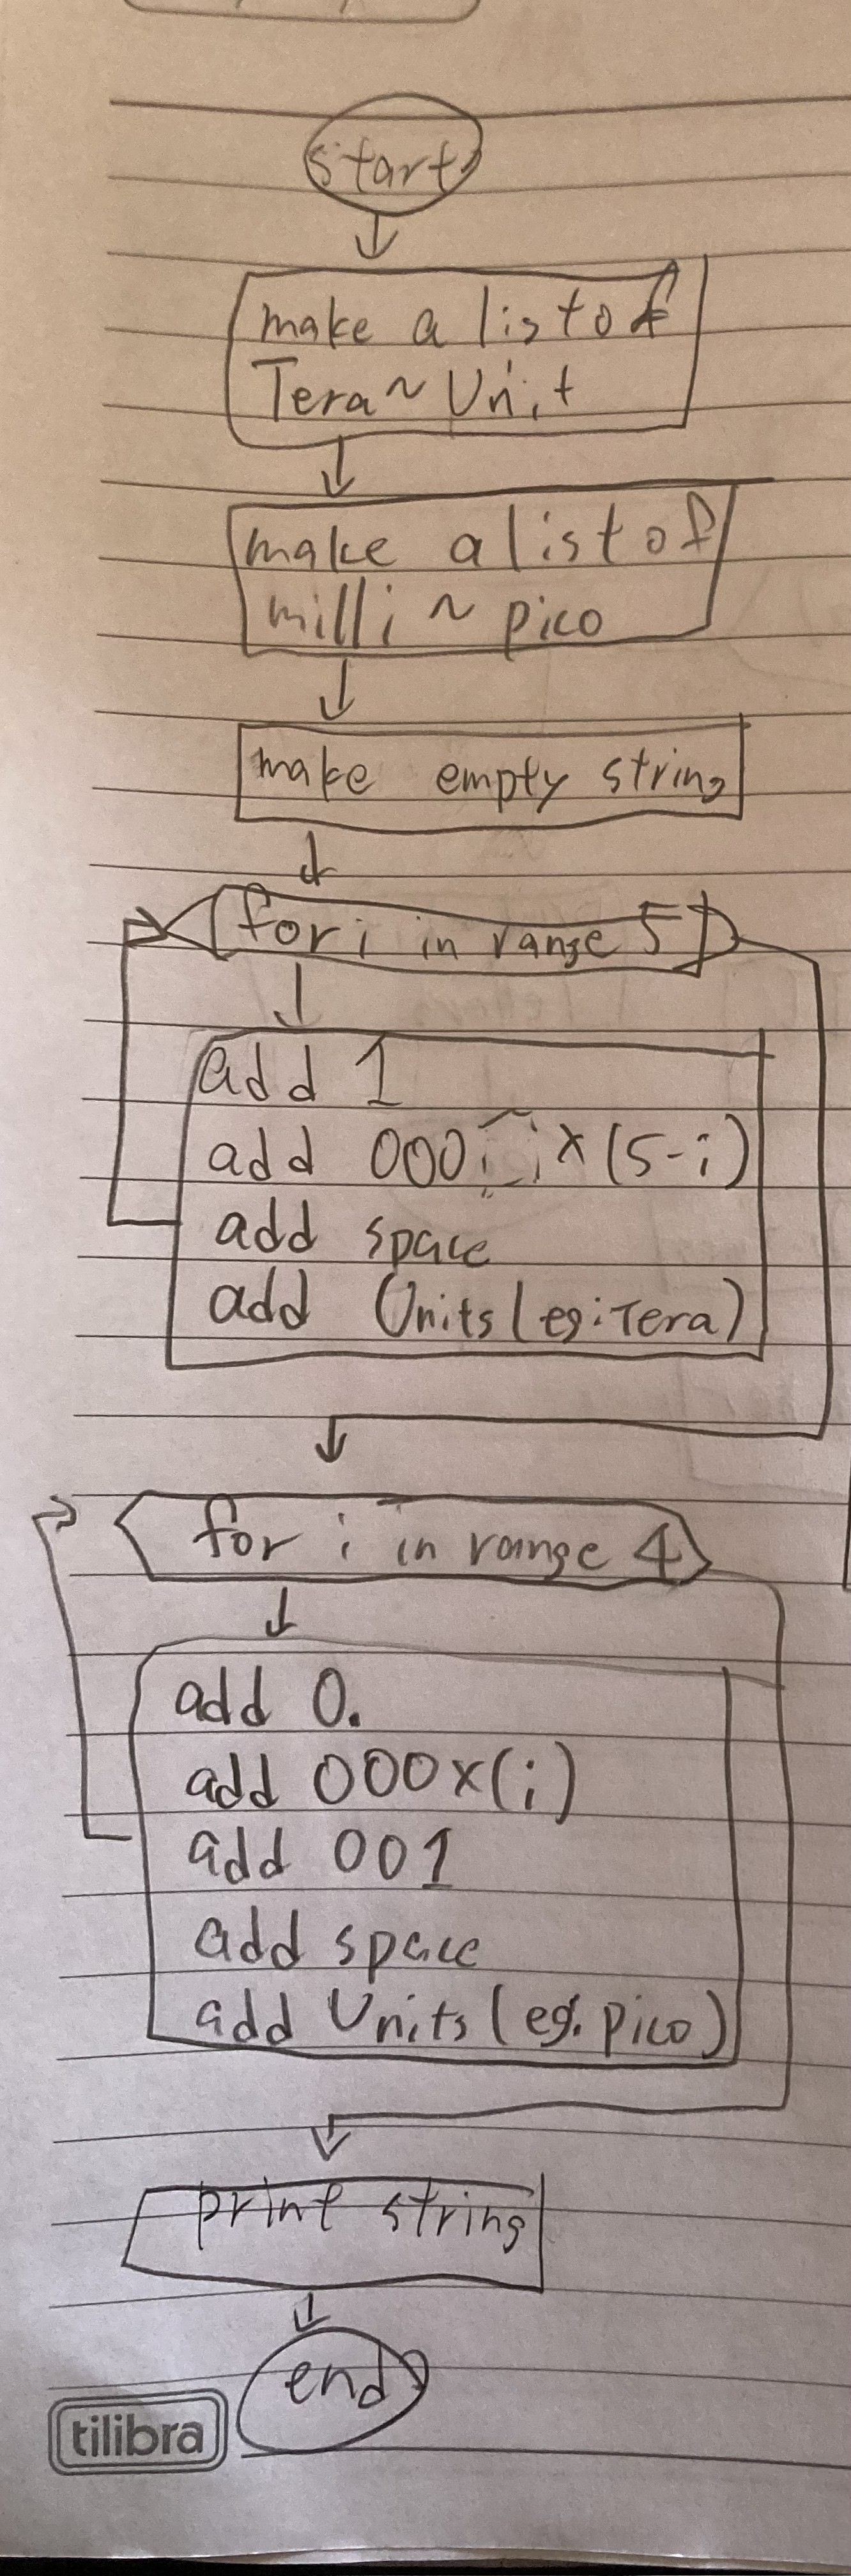 start
make a list of
Tera ~ Unit
make a list of
milli ~ pico
make empty string
for i in range 5
add 1
add 000 × (5-i)
add space
add Units (eg: Tera)
for i in range 4
add 0.
add 000×(i)
add 001
add space
add Units (eg. pico)
print string
end
tilibra